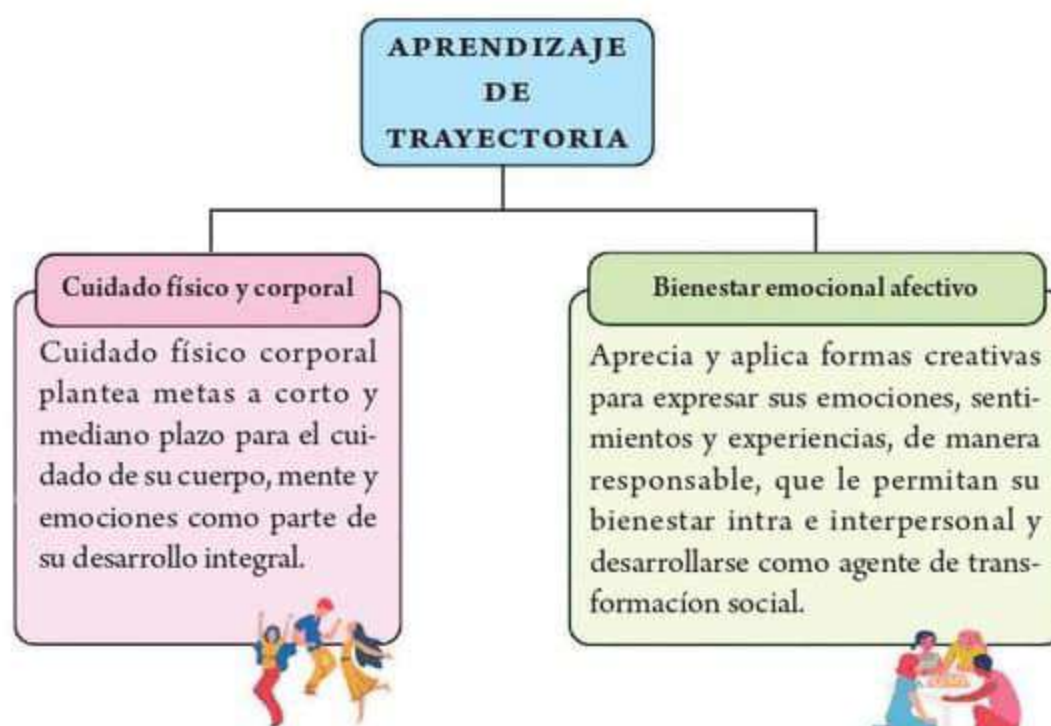 APRENDIZAJE
DE
TRAYECTORIA
Cuidado físico y corporal
Cuidado físico corporal
plantea metas a corto y
mediano plazo para el cui-
dado de su cuerpo, mente y
emociones como parte de
su desarrollo integral.
Bienestar emocional afectivo
Aprecia y aplica formas creativas
para expresar sus emociones, senti-
mientos y experiencias, de manera
responsable, que le permitan su
bienestar intra e interpersonal y
desarrollarse como agente de trans-
formacíon social.